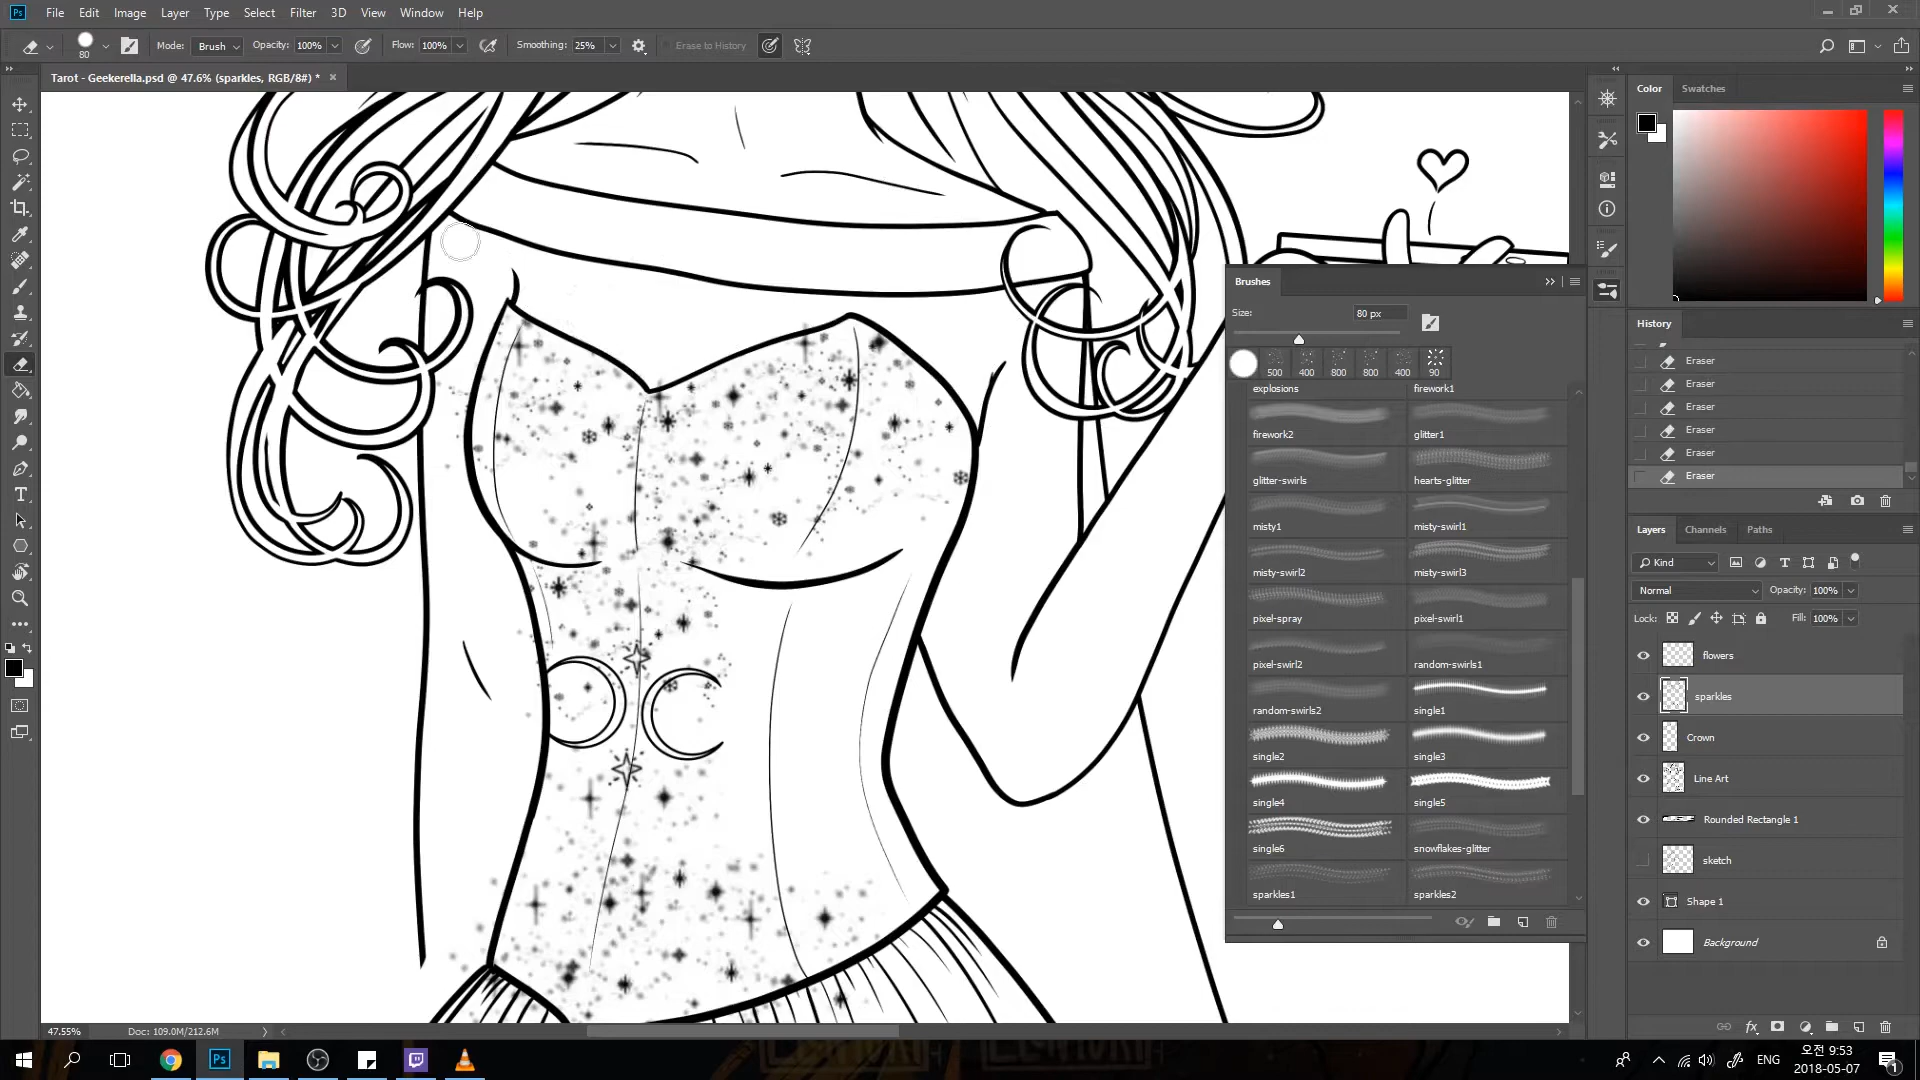 Ps File Edit Image Layer Type Select Filter 3D View Window Help
80 Mode: Brush Opacity: 100% Flow: 100% Smoothing: 25% Erase to History
Tarot - Geekerella.psd @ 47.6% (sparkles, RGB/8#) * ×
Brushes
Size: 80 px
500 400 800 800 400 90
explosions firework1
firework2 glitter1
glitter-swirls hearts-glitter
misty1 misty-swirl1
misty-swirl2 misty-swirl3
pixel-spray pixel-swirl1
pixel-swirl2 random-swirls1
random-swirls2 single1
single2 single3
single4 single5
single6 snowflakes-glitter
sparkles1 sparkles2
Color Swatches
History
Eraser
Eraser
Eraser
Eraser
Eraser
Eraser
Layers Channels Paths
Kind
Normal Opacity: 100%
Lock: Fill: 100%
flowers
sparkles
Crown
Line Art
Rounded Rectangle 1
sketch
Shape 1
Background
fx
47.55% Doc: 109.0M/212.6M
Ps
ENG
오전 9:53
2018-05-07
1